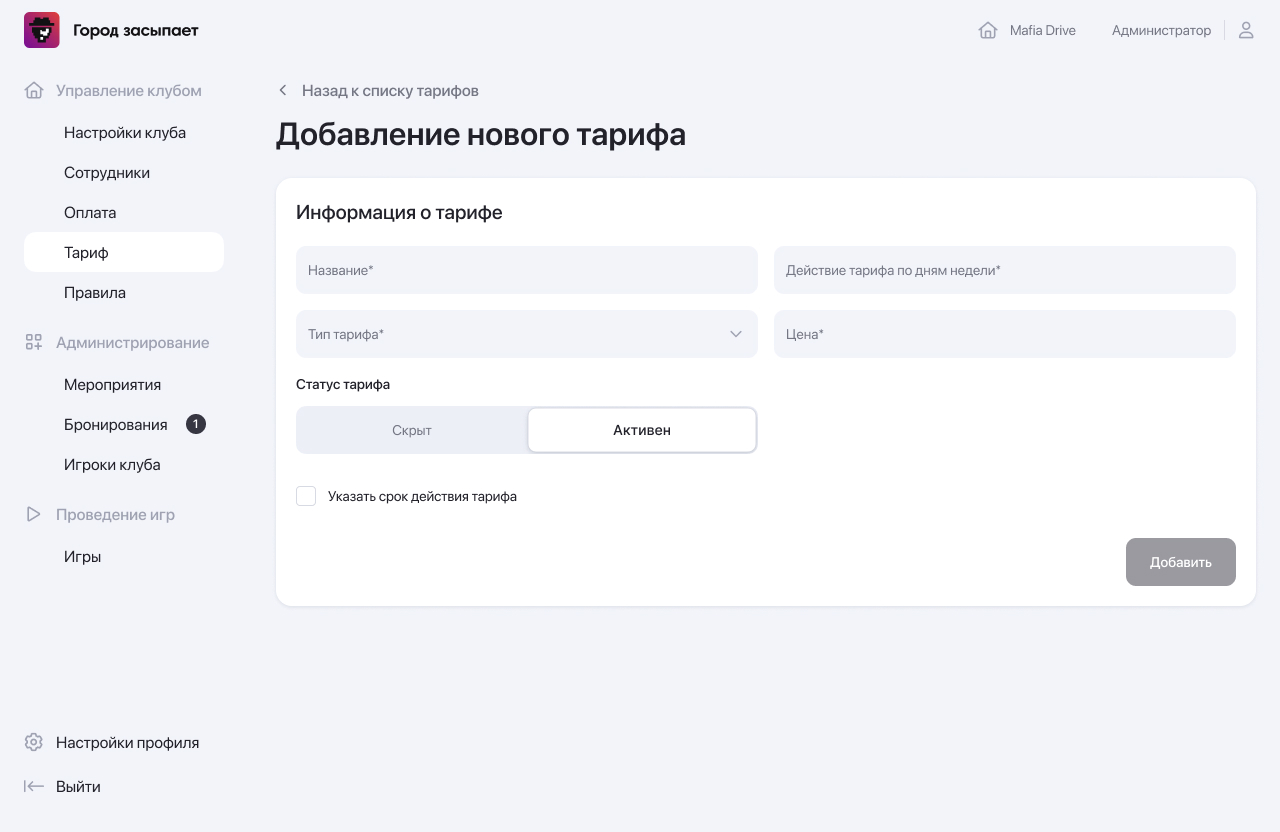 Город засыпает
Mafia Drive
Администратор
Управление клубом
Настройки клуба
Сотрудники
Оплата
Тариф
Правила
Администрирование
Мероприятия
Бронирования 1
Игроки клуба
Проведение игр
Игры
Настройки профиля
Выйти
Назад к списку тарифов
Добавление нового тарифа
Информация о тарифе
Название*
Действие тарифа по дням недели*
Тип тарифа*
Цена*
Статус тарифа
Скрыт
Активен
Указать срок действия тарифа
Добавить